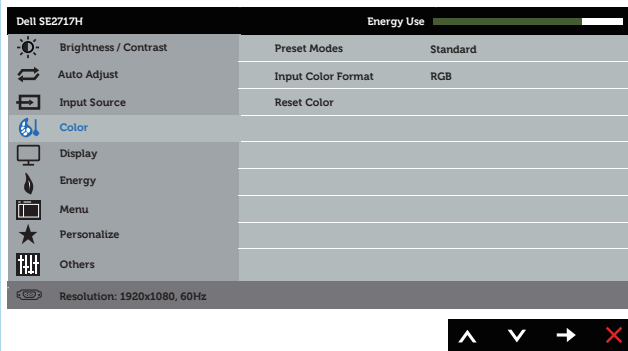 Dell SE2717H Energy Use
Brightness / Contrast Preset Modes Standard
Auto Adjust Input Color Format RGB
Input Source Reset Color
Color
Display
Energy
Menu
Personalize
Others
Resolution: 1920x1080, 60Hz